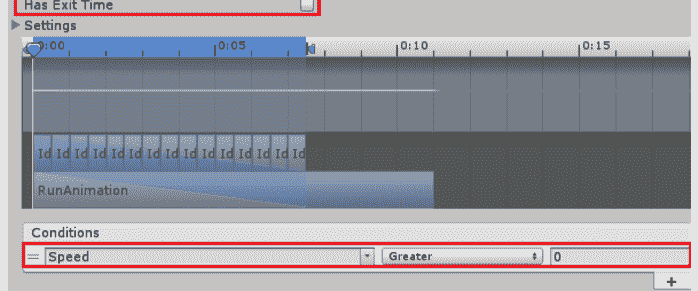 Has Exit Time
Settings
0:00 0:05 0:10 0:15
Id Id Id Id Id Id Id Id Id Id Id Id Id Id Id
RunAnimation
Conditions
= Speed Greater 0
+